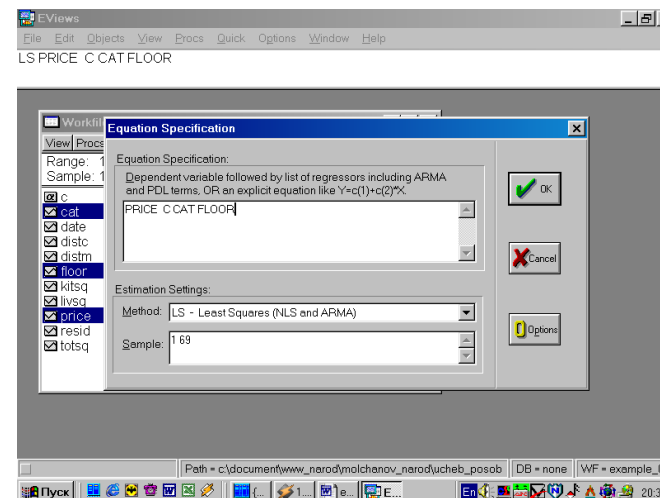 EViews
File Edit Objects View Procs Quick Options Window Help
LS PRICE C CAT FLOOR
Workfil
View Procs
Range: 1
Sample: 1
c
cat
date
distc
distm
floor
kitsq
livsq
price
resid
totsq
Equation Specification
Equation Specification:
Dependent variable followed by list of regressors including ARMA
and PDL terms, OR an explicit equation like Y=c(1)+c(2)*X.
PRICE C CAT FLOOR
Estimation Settings:
Method: LS - Least Squares (NLS and ARMA)
Sample: 1 69
OK
Cancel
Options
Path = c:\document\www_narod\molchanov_narod\ucheb_posob DB = none WF = example_
Пуск {... 1... e... E... En 20:3